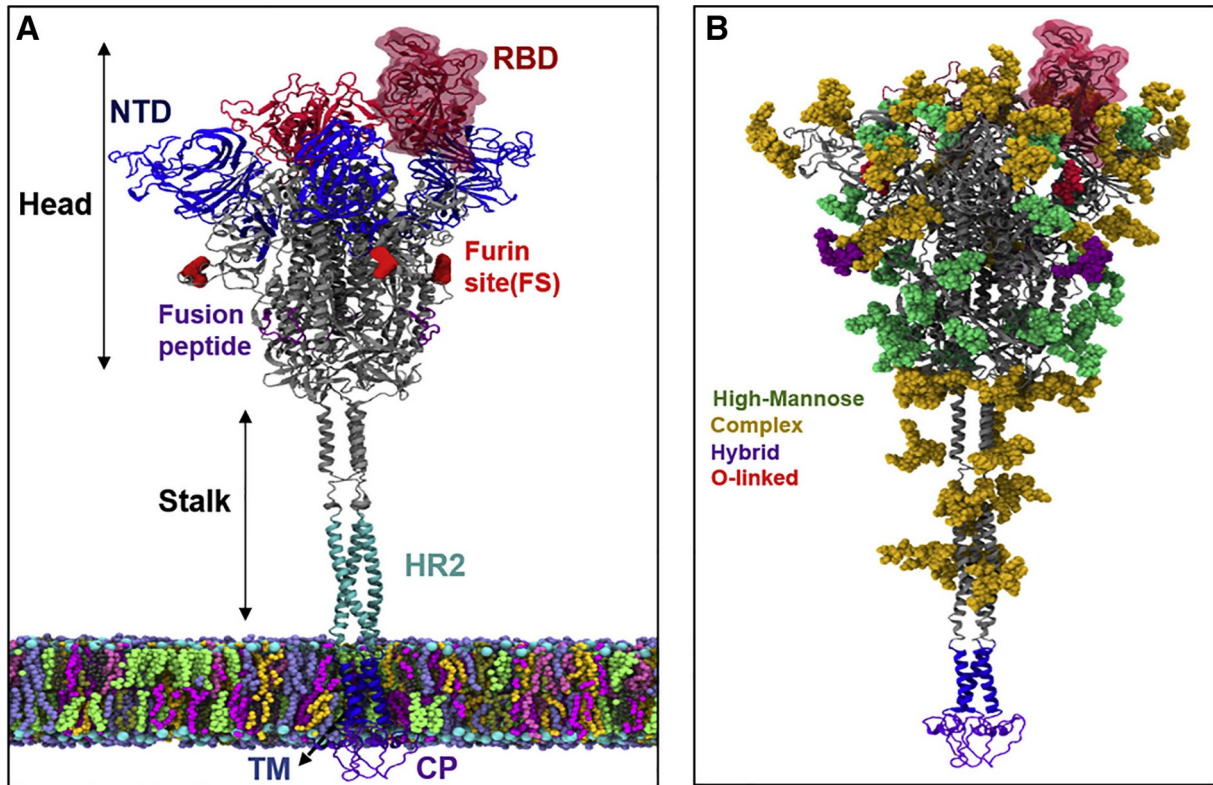 A
RBD
NTD
Head
Furin
site(FS)
Fusion
peptide
Stalk
HR2
TM
CP
B
High-Mannose
Complex
Hybrid
O-linked